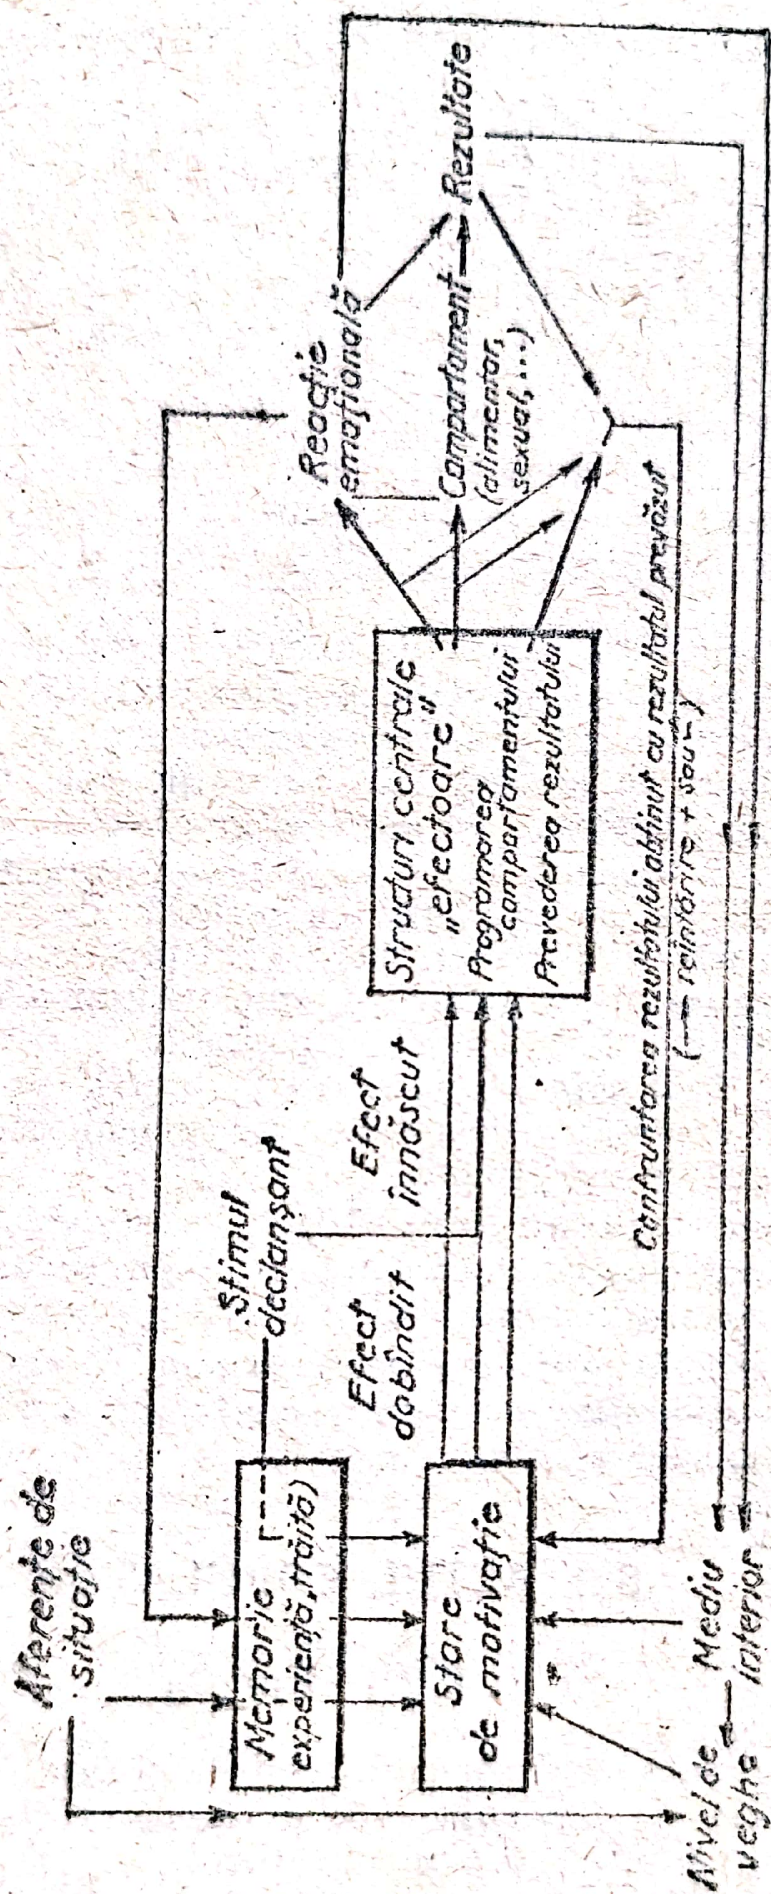 Aferențe de
situație
Memorie
experiență„trăită)
Stimul
declanșant
Stare
de motivație
Nivel de
veghe
Mediu
interior
Efect
dobîndit
Efect
înnăscut
Structuri centrale
„efectoare”
Programarea
comportamentului
Prevederea rezultatului
Reacție
emoțională
Comportament
(alimentar,
sexual,...)
Rezultate
Confruntarea rezultatului obținut cu rezultatul prevăzut
(—— reîntărire + sau -)